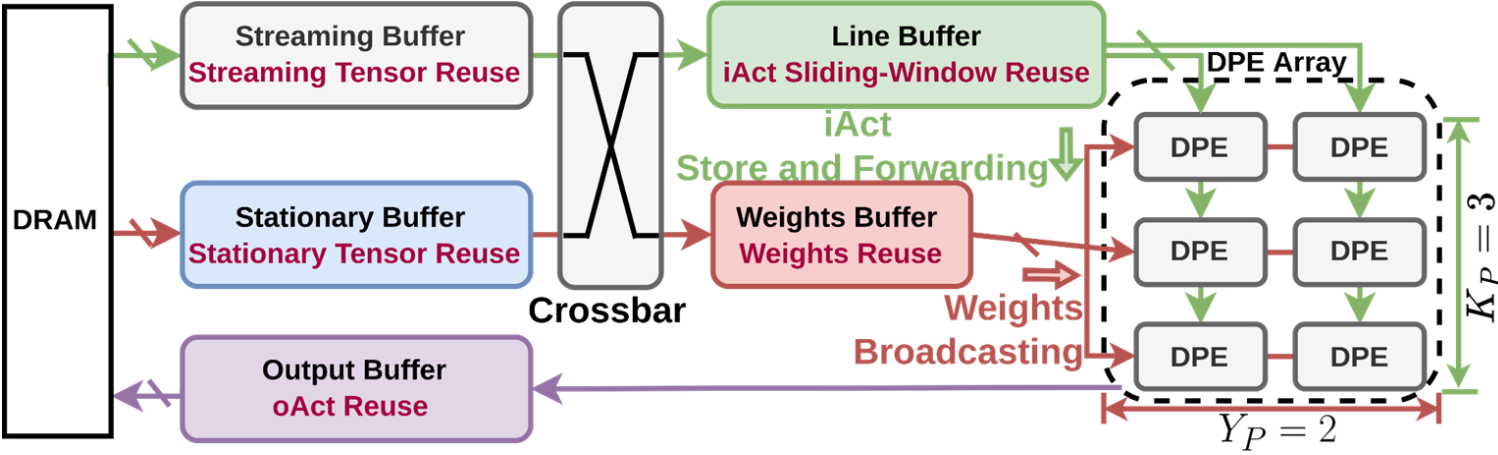 DRAM
Streaming Buffer
Streaming Tensor Reuse
Stationary Buffer
Stationary Tensor Reuse
Output Buffer
oAct Reuse
Crossbar
Line Buffer
iAct Sliding-Window Reuse
iAct
Store and Forwarding
Weights Buffer
Weights Reuse
Weights
Broadcasting
DPE Array
DPE DPE
DPE DPE
DPE DPE
K_P = 3
Y_P = 2